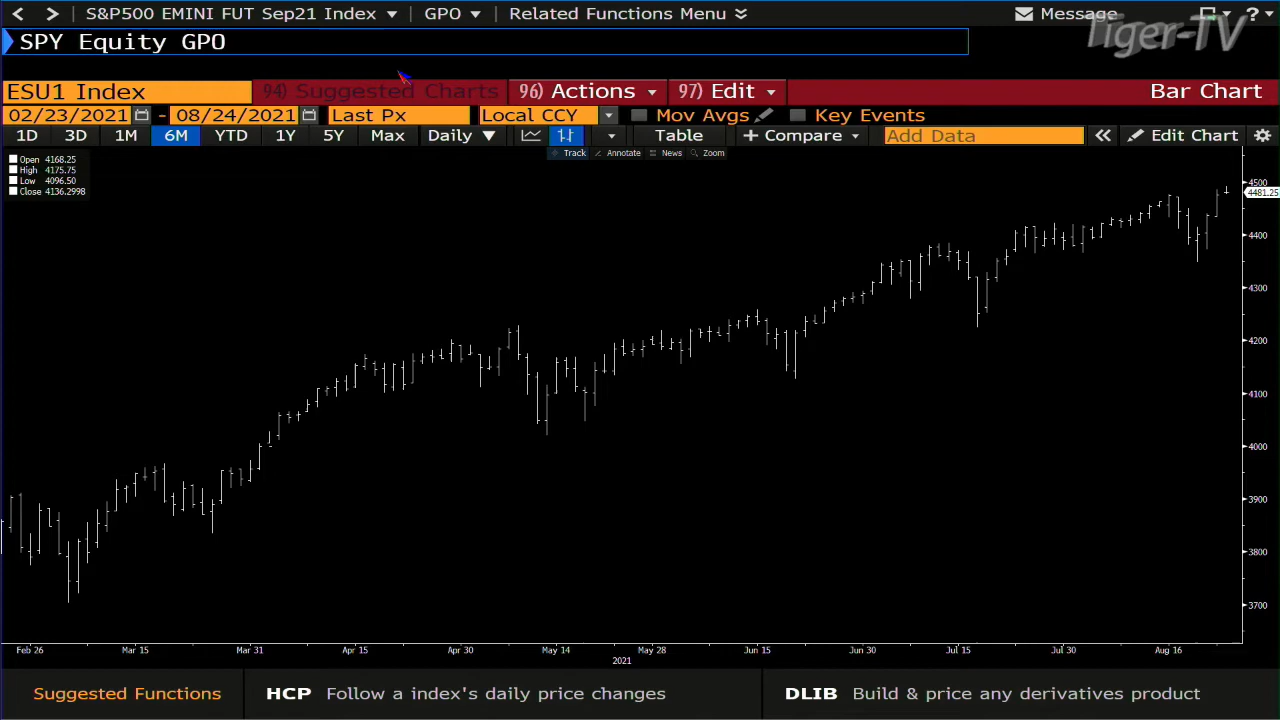 S&P500 EMINI FUT Sep21 Index GPO Related Functions Menu Message ?
Tiger-TV
SPY Equity GPO
ESU1 Index 94) Suggested Charts 96) Actions 97) Edit Bar Chart
02/23/2021 - 08/24/2021 Last Px Local CCY Mov Avgs Key Events
1D 3D 1M 6M YTD 1Y 5Y Max Daily Table + Compare Add Data « Edit Chart
Track Annotate News Zoom
Open 4168.25
High 4175.75
Low 4096.50
Close 4136.2998
4500
4481.25
4400
4300
4200
4100
4000
3900
3800
3700
Feb 26 Mar 15 Mar 31 Apr 15 Apr 30 May 14 May 28 Jun 15 Jun 30 Jul 15 Jul 30 Aug 16
2021
Suggested Functions HCP Follow a index's daily price changes DLIB Build & price any derivatives product